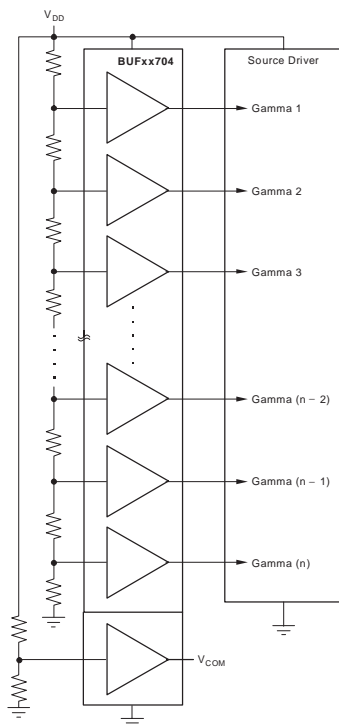 V_DD
BUFxx704
Source Driver
Gamma 1
Gamma 2
Gamma 3
Gamma (n − 2)
Gamma (n − 1)
Gamma (n)
V_COM